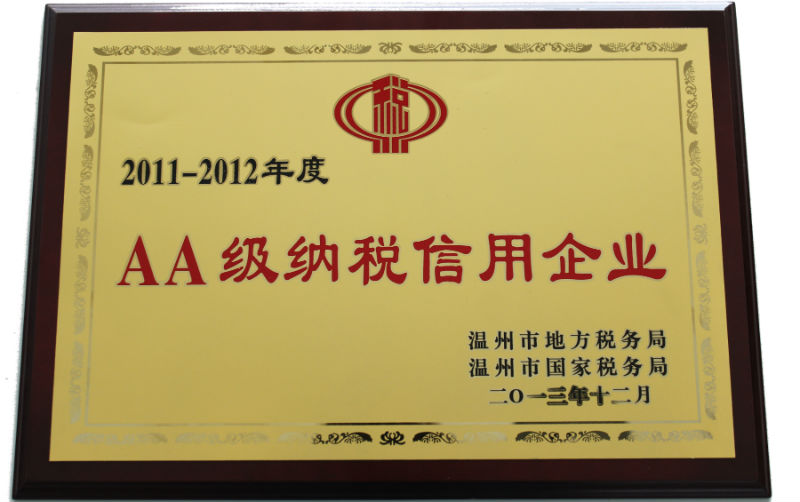 税
2011-2012年度
AA级纳税信用企业
温州市地方税务局
温州市国家税务局
二〇一三年十二月